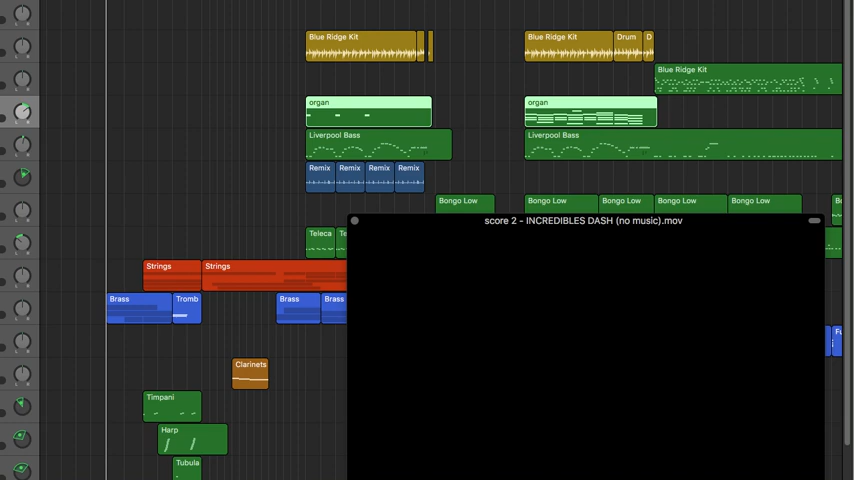 Blue Ridge Kit
Blue Ridge Kit
Drum
D
Blue Ridge Kit
organ
organ
Liverpool Bass
Liverpool Bass
Remix
Remix
Remix
Remix
Bongo Low
Bongo Low
Bongo Low
Bongo Low
Bongo Low
score 2 - INCREDIBLES DASH (no music).mov
Teleca
Strings
Strings
Brass
Tromb
Brass
Brass
Clarinets
Timpani
Harp
Tubula